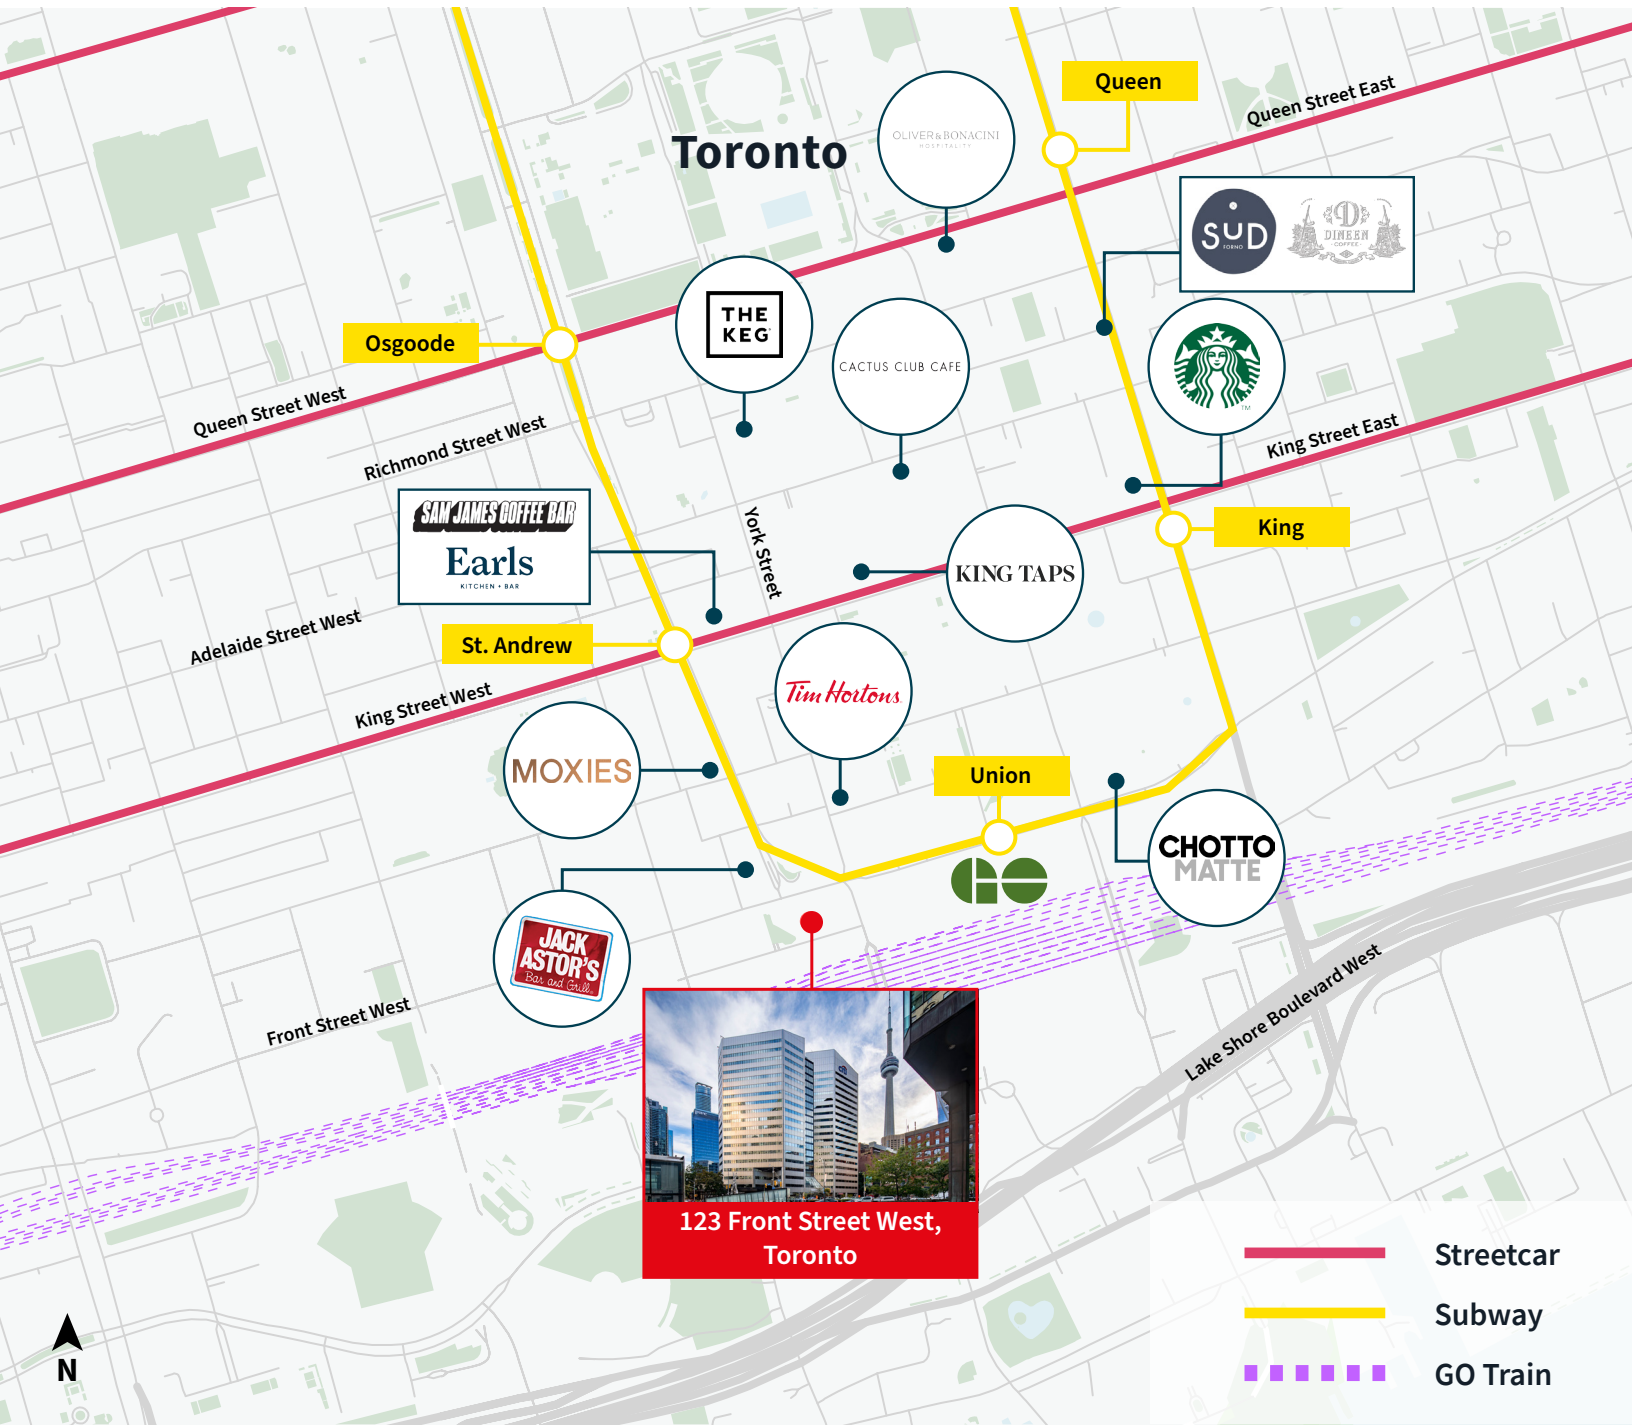 Toronto
OLIVER & BONACINI
HOSPITALITY
Queen
Queen Street East
SUD
FORNO
D
DINEEN
COFFEE
THE
KEG
CACTUS CLUB CAFE
TM
Osgoode
Queen Street West
Richmond Street West
King Street East
SAM JAMES COFFEE BAR
Earls
KITCHEN + BAR
York Street
KING TAPS
King
Adelaide Street West
St. Andrew
King Street West
Tim Hortons
MOXIES
Union
GO
CHOTTO
MATTE
JACK
ASTOR'S
Bar and Grill
Front Street West
Lake Shore Boulevard West
123 Front Street West,
Toronto
Streetcar
Subway
GO Train
N